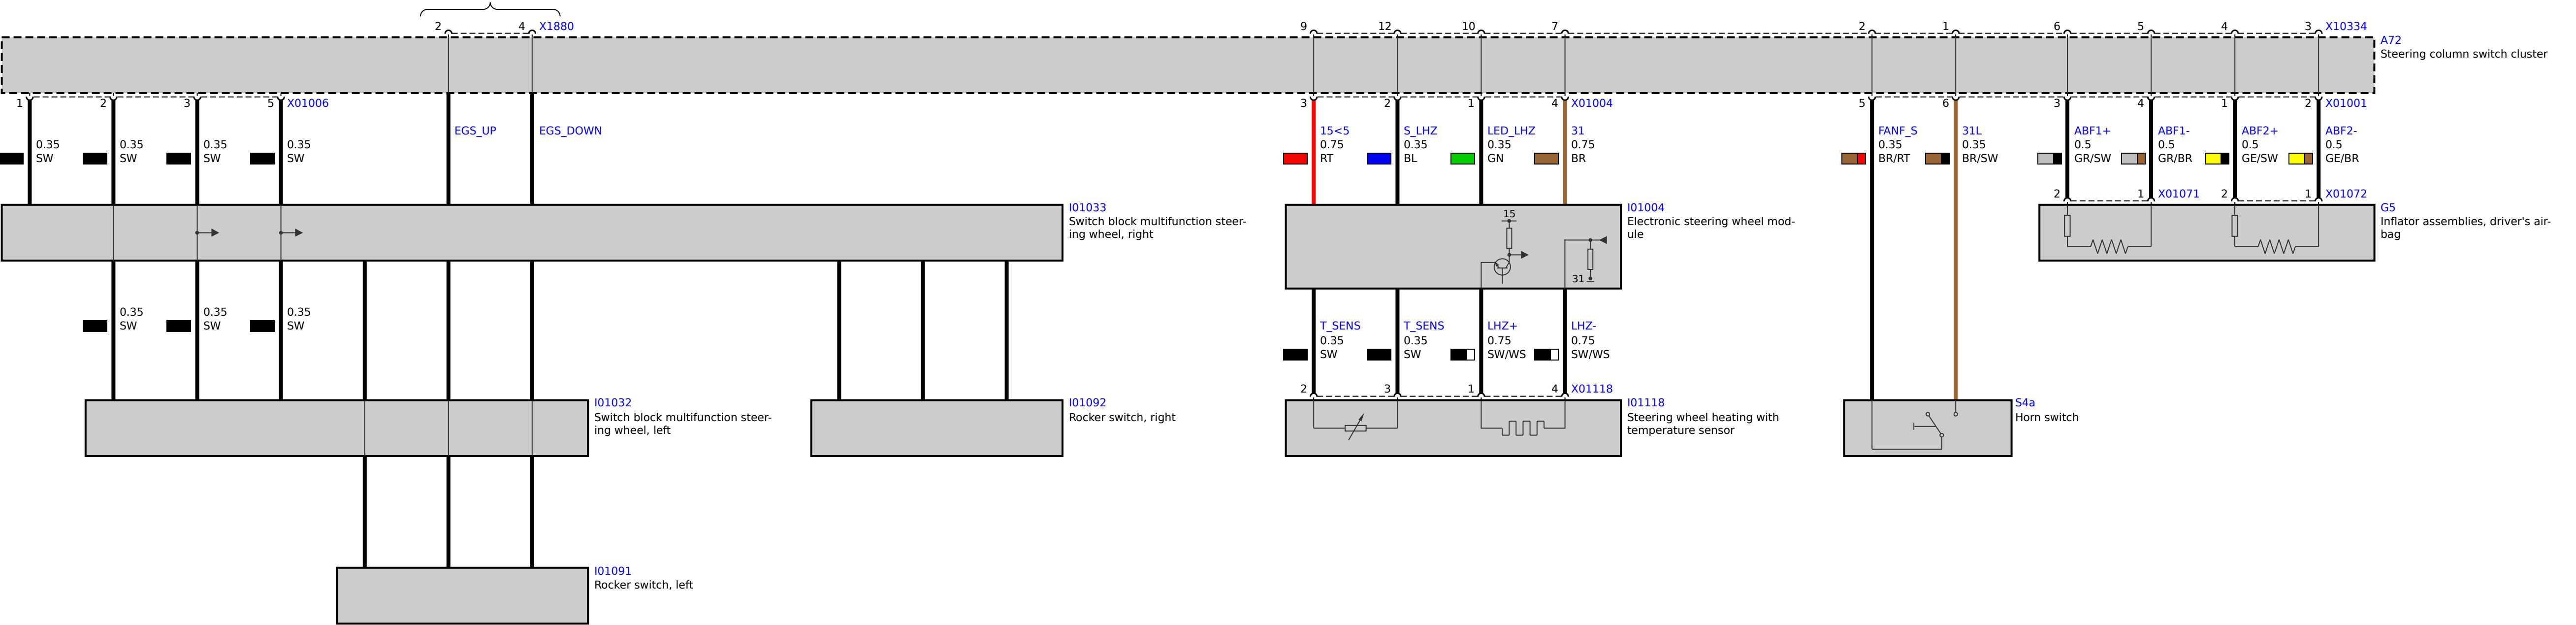 2 4 X1880
9 12 10 7
2 1 6 5 4 3 X10334
A72
Steering column switch cluster
1 2 3 5 X01006
3 2 1 4 X01004
5 6 3 4 1 2 X01001
0.35
SW
0.35
SW
0.35
SW
0.35
SW
EGS_UP
EGS_DOWN
15<5
0.75
RT
S_LHZ
0.35
BL
LED_LHZ
0.35
GN
31
0.75
BR
FANF_S
0.35
BR/RT
31L
0.35
BR/SW
ABF1+
0.5
GR/SW
ABF1-
0.5
GR/BR
ABF2+
0.5
GE/SW
ABF2-
0.5
GE/BR
2 1 X01071
2 1 X01072
I01033
Switch block multifunction steer-
ing wheel, right
15
31
I01004
Electronic steering wheel mod-
ule
G5
Inflator assemblies, driver's air-
bag
0.35
SW
0.35
SW
0.35
SW
T_SENS
0.35
SW
T_SENS
0.35
SW
LHZ+
0.75
SW/WS
LHZ-
0.75
SW/WS
2 3 1 4 X01118
I01032
Switch block multifunction steer-
ing wheel, left
I01092
Rocker switch, right
I01118
Steering wheel heating with
temperature sensor
S4a
Horn switch
I01091
Rocker switch, left